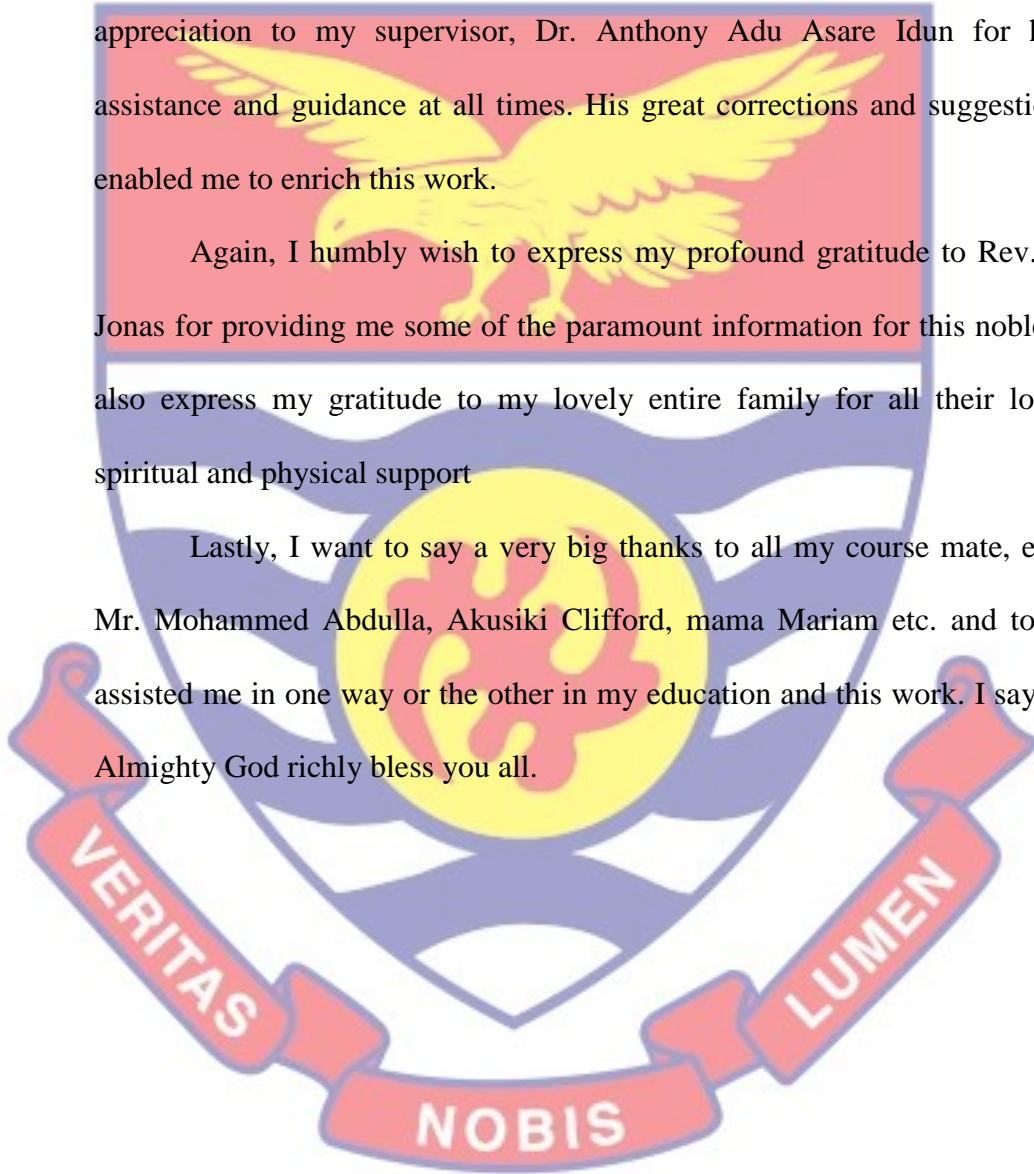 appreciation to my supervisor, Dr. Anthony Adu Asare Idun for
assistance and guidance at all times. His great corrections and suggesti
enabled me to enrich this work.
Again, I humbly wish to express my profound gratitude to Rev.
Jonas for providing me some of the paramount information for this noble
also express my gratitude to my lovely entire family for all their lo
spiritual and physical support
Lastly, I want to say a very big thanks to all my course mate, e
Mr. Mohammed Abdulla, Akusiki Clifford, mama Mariam etc. and to
assisted me in one way or the other in my education and this work. I say
Almighty God richly bless you all.
VERITAS
NOBIS
LUMEN